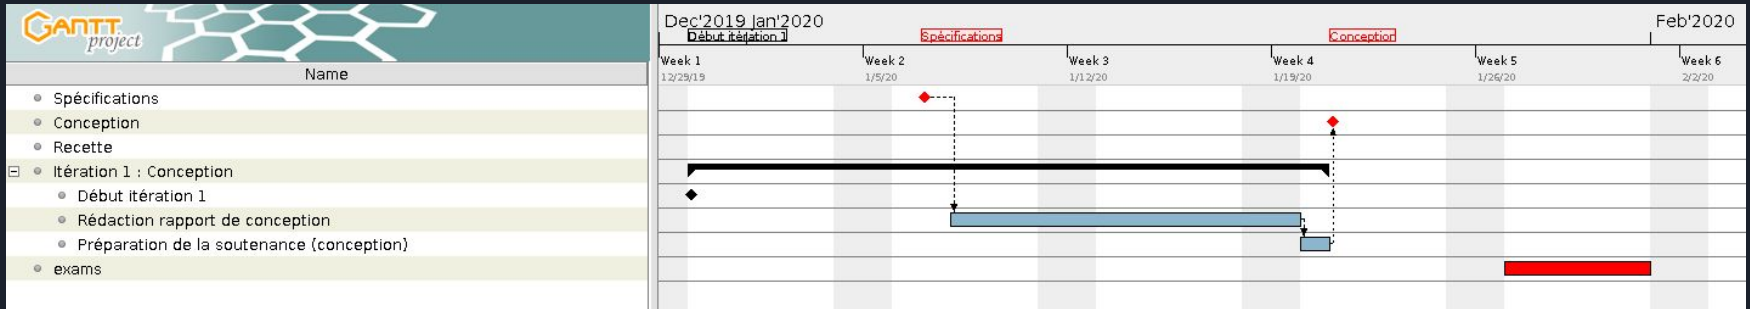 GANTT
project
Dec'2019 Jan'2020 Feb'2020
Début itération 1 Spécifications Conception
Week 1 Week 2 Week 3 Week 4 Week 5 Week 6
12/29/19 1/5/20 1/12/20 1/19/20 1/26/20 2/2/20
Name
Spécifications
Conception
Recette
Itération 1 : Conception
Début itération 1
Rédaction rapport de conception
Préparation de la soutenance (conception)
exams